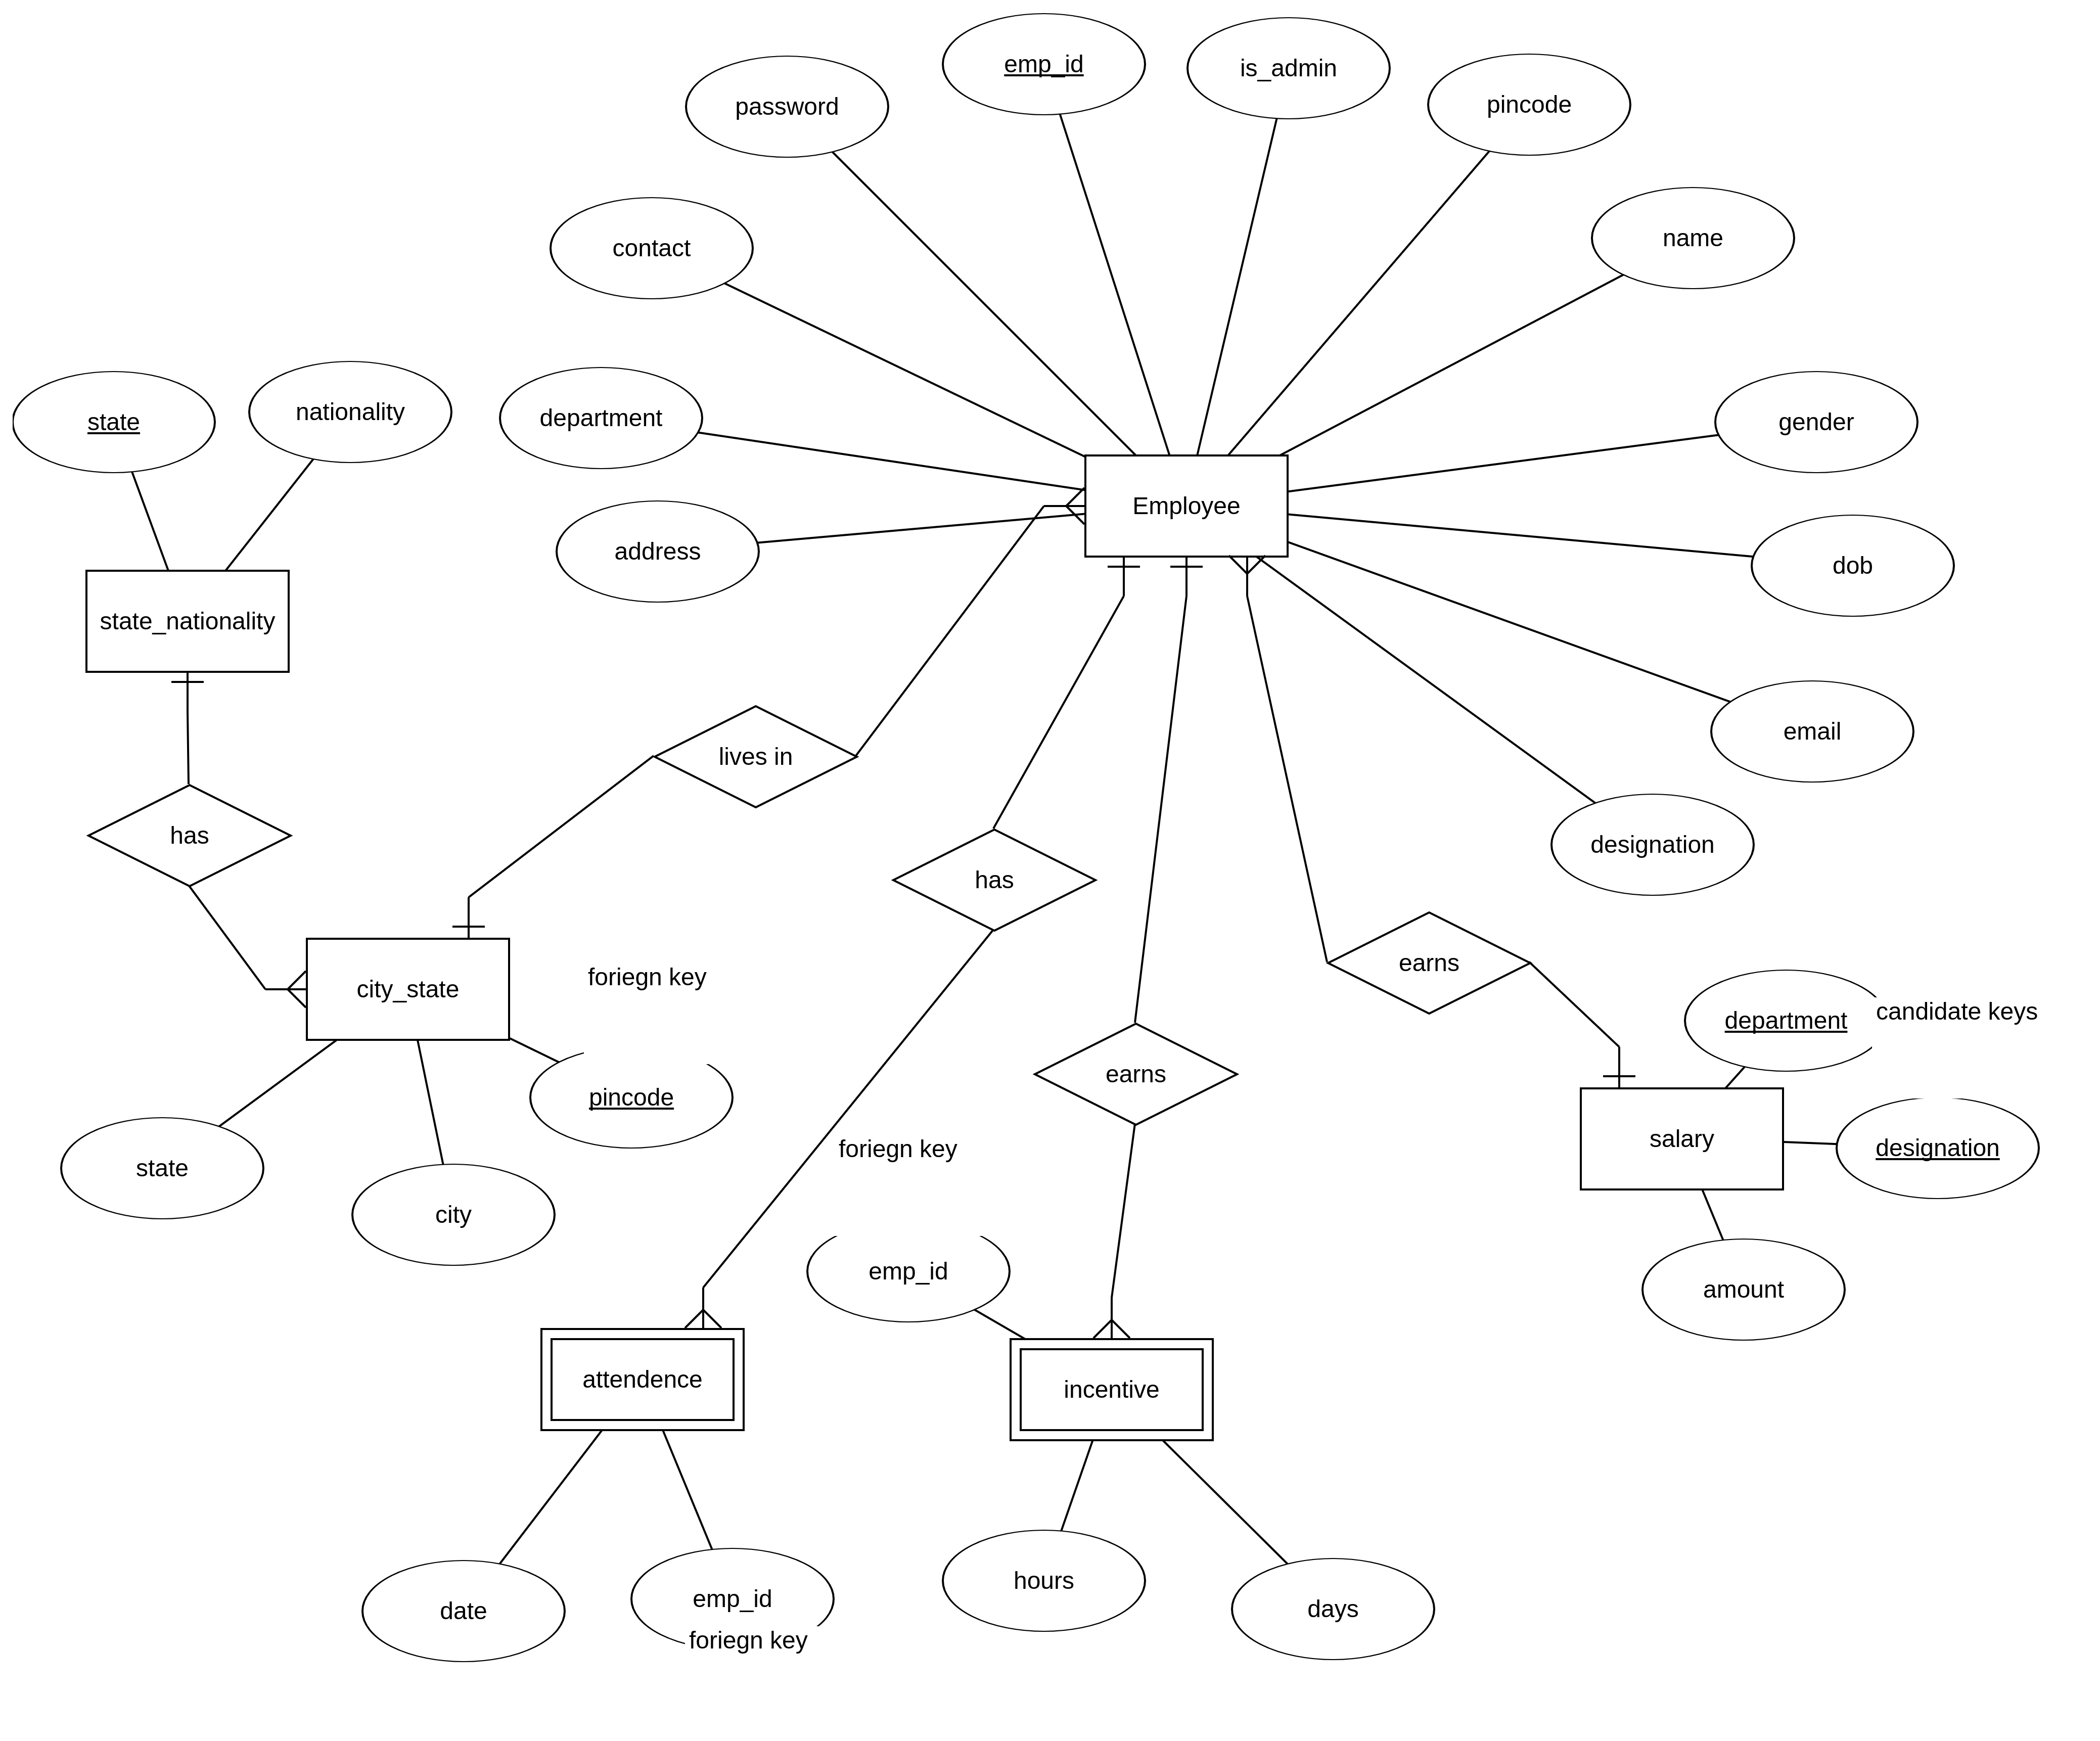 emp_id
is_admin
password
pincode
name
contact
state
nationality
department
gender
Employee
address
dob
state_nationality
email
lives in
has
designation
has
earns
foriegn key
city_state
candidate keys
department
earns
pincode
salary
designation
foriegn key
state
city
emp_id
amount
attendence
incentive
hours
emp_id
days
date
foriegn key